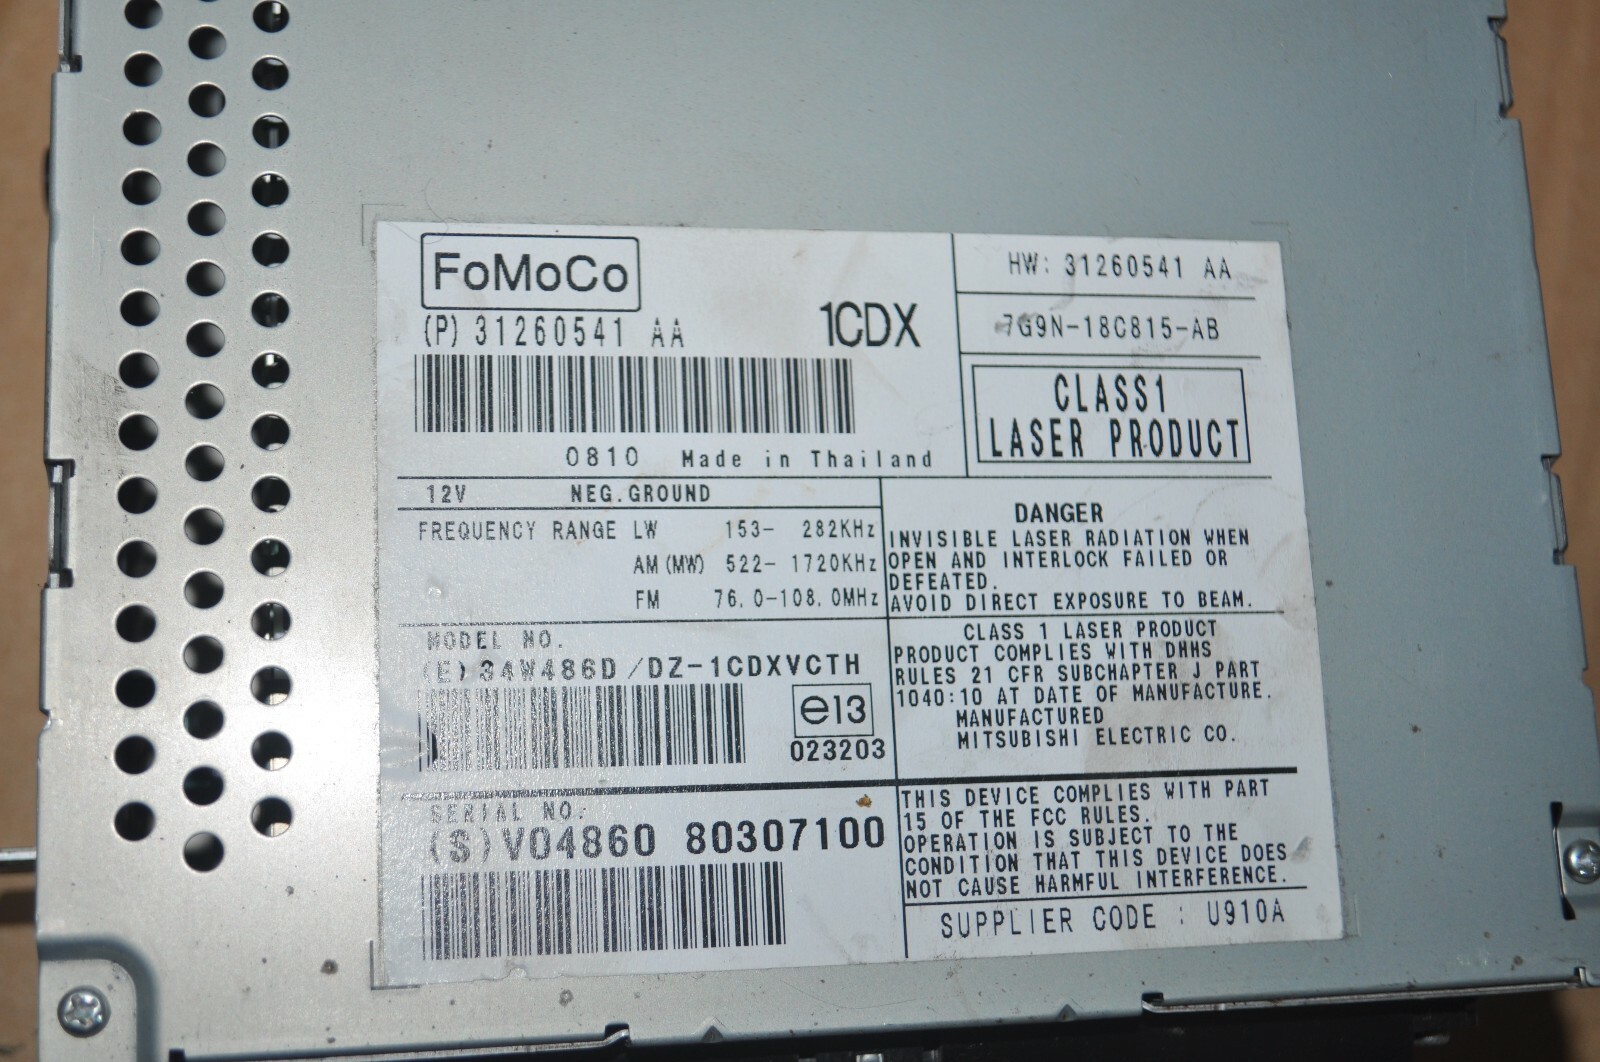 FoMoCo
(P) 31260541 AA
1CDX
0810 Made in Thailand
HW: 31260541 AA
7G9N-18C815-AB
CLASS1
LASER PRODUCT
12V NEG.GROUND
FREQUENCY RANGE LW 153- 282KHz
AM (MW) 522- 1720KHz
FM 76.0-108.0MHz
DANGER
INVISIBLE LASER RADIATION WHEN
OPEN AND INTERLOCK FAILED OR
DEFEATED.
AVOID DIRECT EXPOSURE TO BEAM.
MODEL NO.
(E) 34W486D/DZ-1CDXVCTH
e13
023203
CLASS 1 LASER PRODUCT
PRODUCT COMPLIES WITH DHHS
RULES 21 CFR SUBCHAPTER J PART
1040:10 AT DATE OF MANUFACTURE.
MANUFACTURED
MITSUBISHI ELECTRIC CO.
SERIAL NO.
(S) V04860 80307100
THIS DEVICE COMPLIES WITH PART
15 OF THE FCC RULES.
OPERATION IS SUBJECT TO THE
CONDITION THAT THIS DEVICE DOES
NOT CAUSE HARMFUL INTERFERENCE.
SUPPLIER CODE : U910A